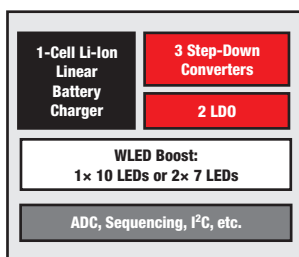 1-Cell Li-Ion
Linear
Battery
Charger
3 Step-Down
Converters
2 LDO
WLED Boost:
1× 10 LEDs or 2× 7 LEDs
ADC, Sequencing, I²C, etc.